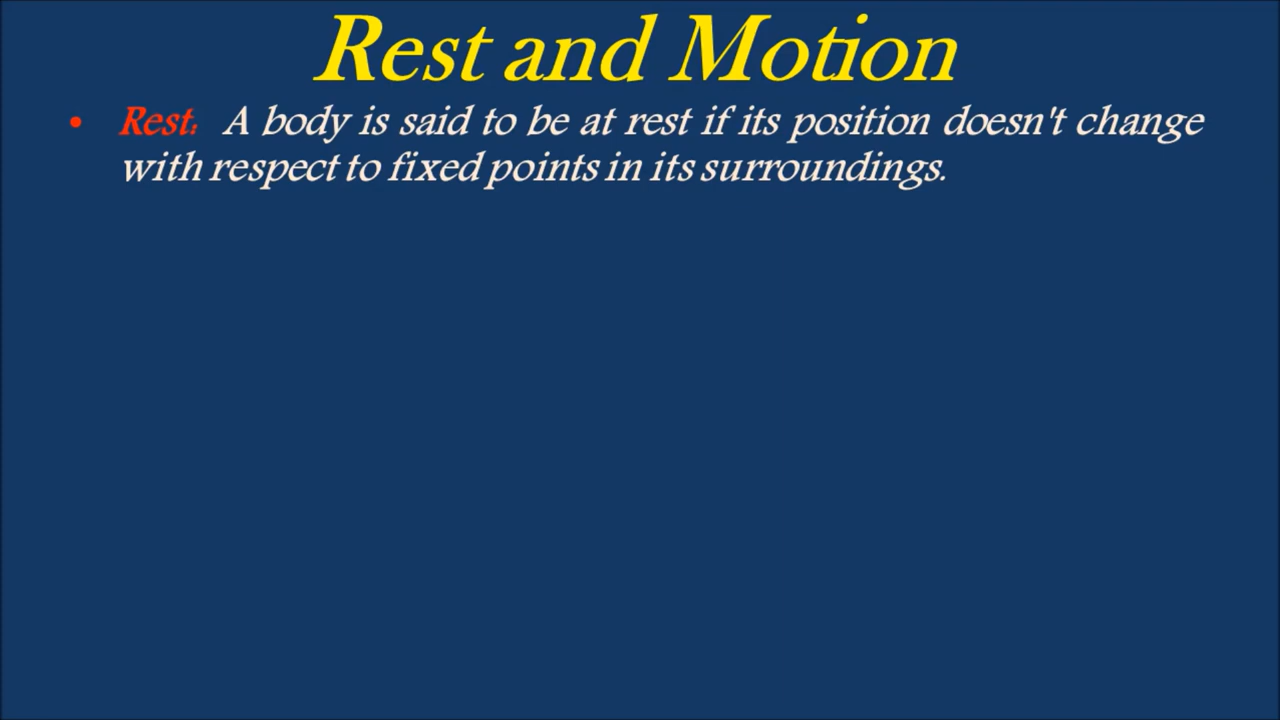 Rest and Motion
• Rest: A body is said to be at rest if its position doesn't change
with respect to fixed points in its surroundings.